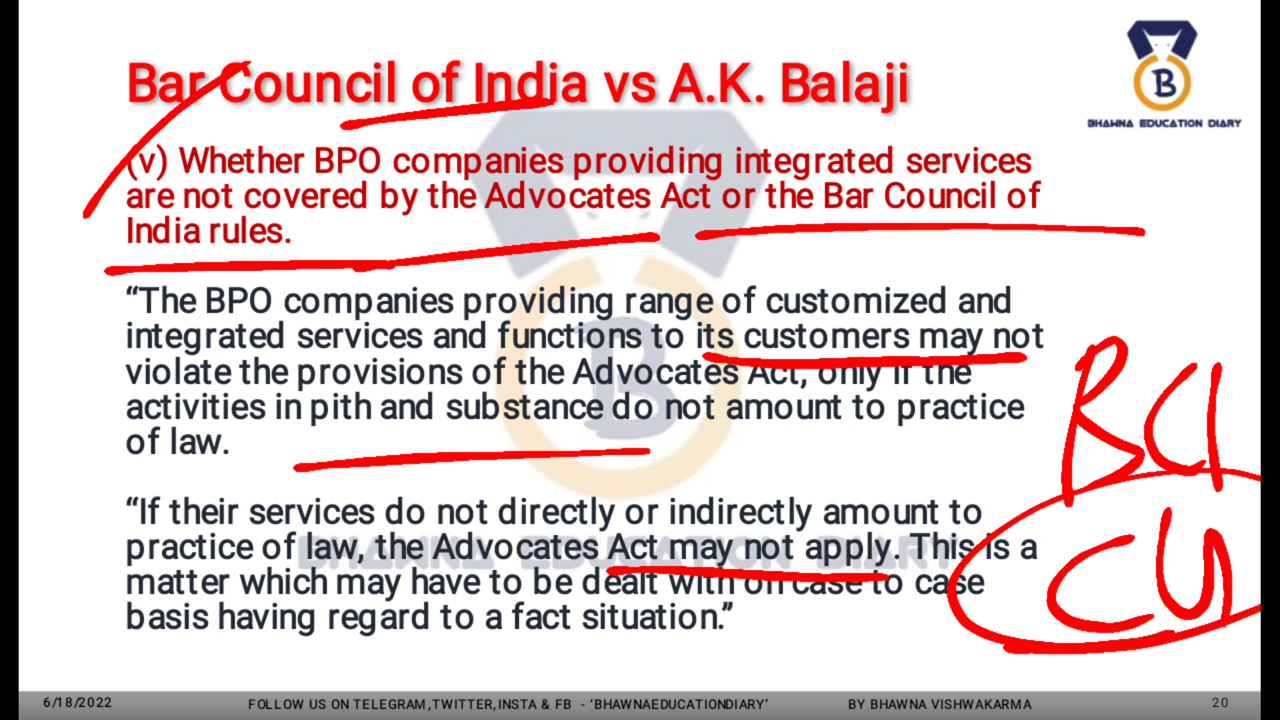 Bar Council of India vs A.K. Balaji
B
BHAWNA EDUCATION DIARY
(v) Whether BPO companies providing integrated services
are not covered by the Advocates Act or the Bar Council of
India rules.
“The BPO companies providing range of customized and
integrated services and functions to its customers may not
violate the provisions of the Advocates Act, only if the
activities in pith and substance do not amount to practice
of law.
BCI
“If their services do not directly or indirectly amount to
practice of law, the Advocates Act may not apply. This is a
matter which may have to be dealt with on case to case
basis having regard to a fact situation.”
B
BHAWNA EDUCATION DIARY
6/18/2022 FOLLOW US ON TELEGRAM,TWITTER,INSTA & FB - ‘BHAWNAEDUCATIONDIARY’ BY BHAWNA VISHWAKARMA 20